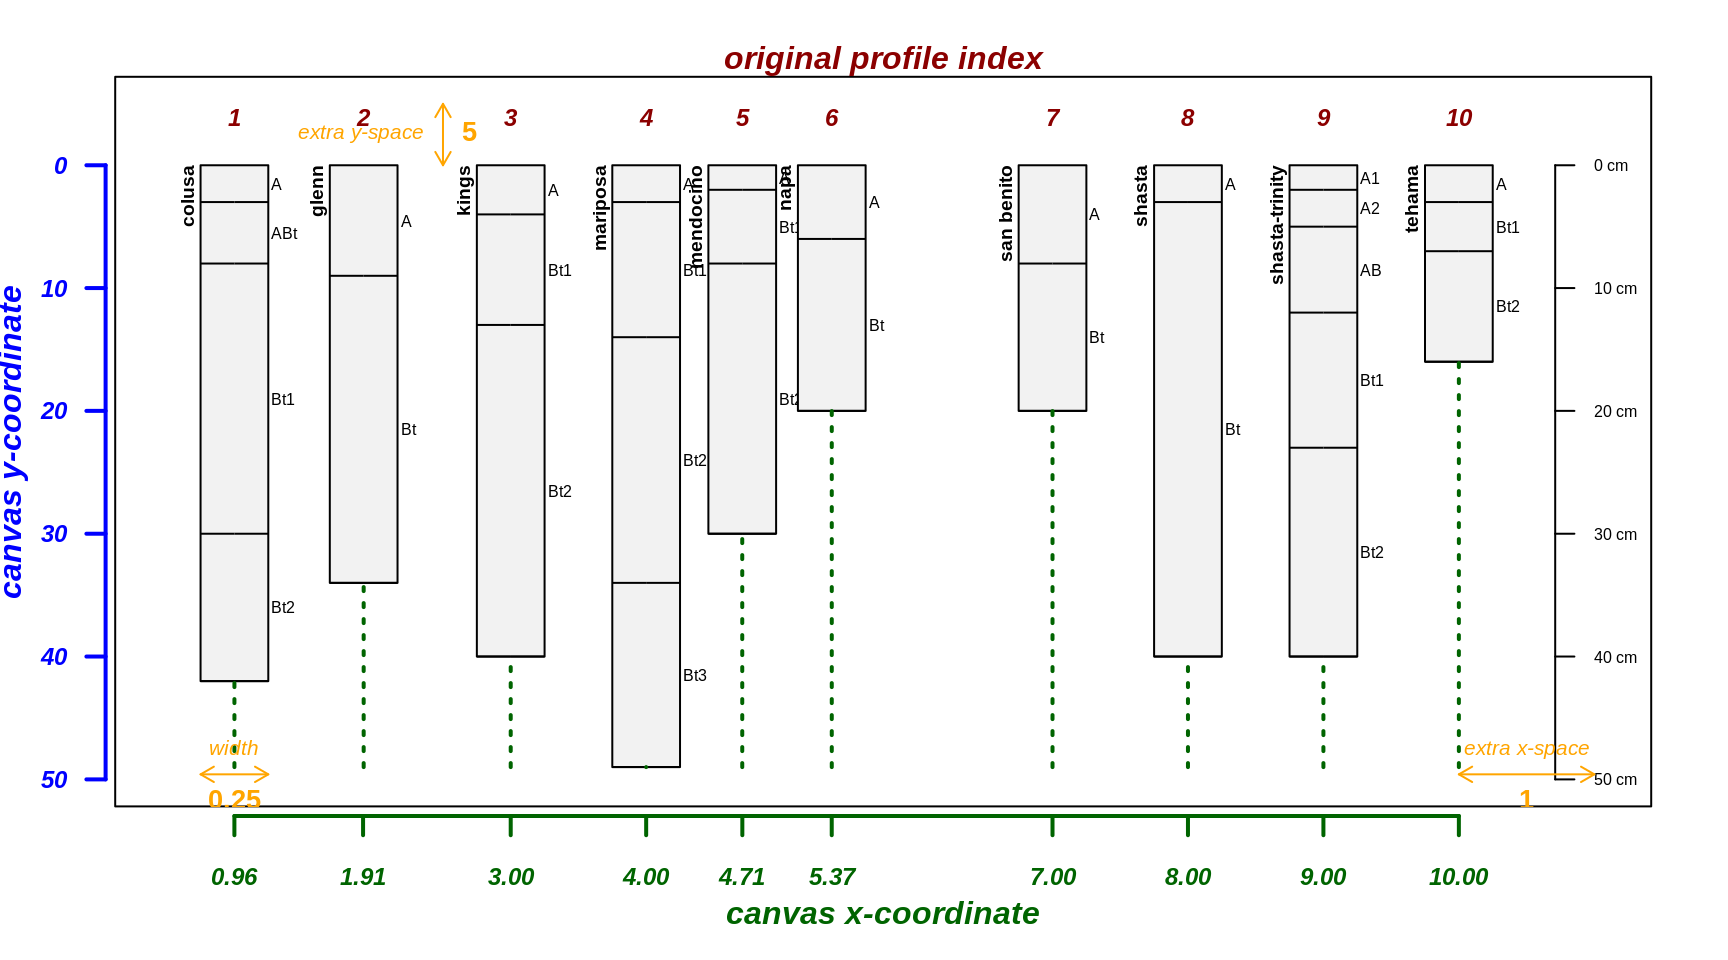 original profile index
1 2 3 4 5 6 7 8 9 10
extra y-space 5
canvas y-coordinate
0
10
20
30
40
50
colusa
A
ABt
Bt1
Bt2
glenn
A
Bt
kings
A
Bt1
Bt2
mariposa
A
Bt1
Bt2
Bt3
mendocino
A
Bt1
Bt2
napa
A
Bt
san benito
A
Bt
shasta
A
Bt
shasta-trinity
A1
A2
AB
Bt1
Bt2
tehama
A
Bt1
Bt2
0 cm
10 cm
20 cm
30 cm
40 cm
50 cm
width
0.25
extra x-space
1
0.96 1.91 3.00 4.00 4.71 5.37 7.00 8.00 9.00 10.00
canvas x-coordinate